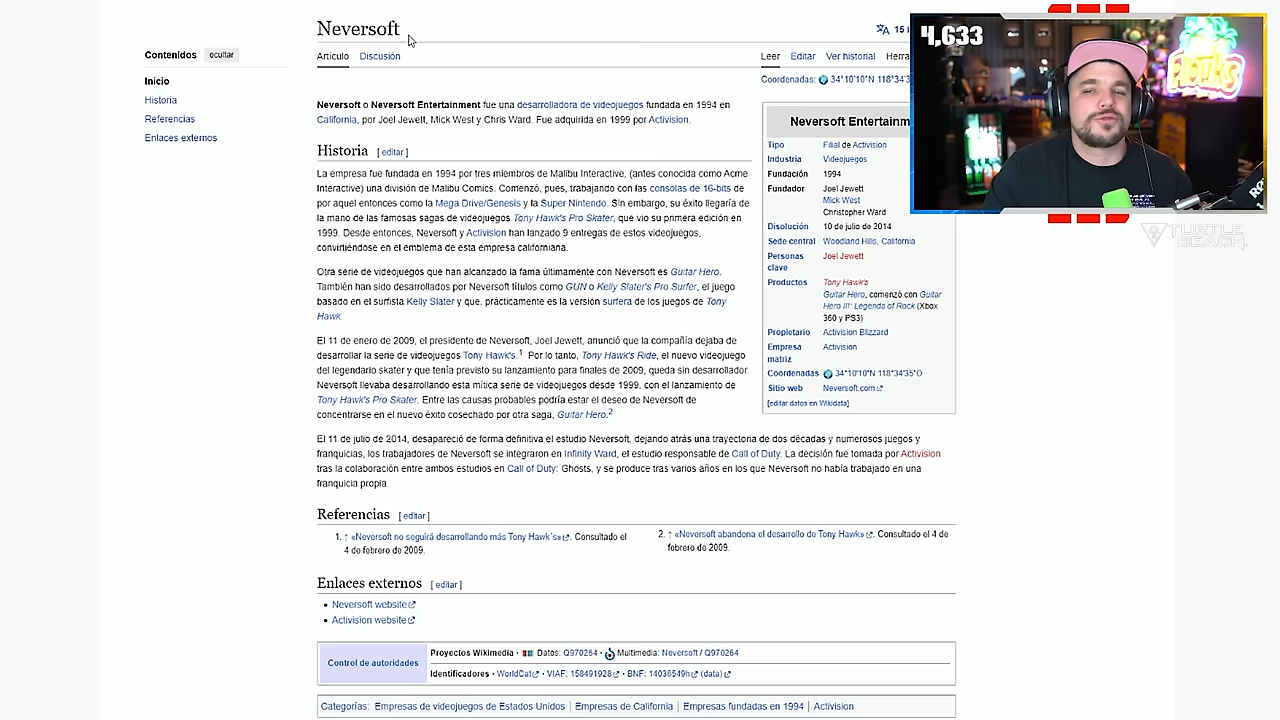 Neversoft
15
Contenidos
ocultar
Artículo
Discusión
Leer
Editar
Ver historial
Coordenadas: 34°10′10″N 118°34′3
Inicio
Historia
Referencias
Enlaces externos
Neversoft o Neversoft Entertainment fue una desarrolladora de videojuegos fundada en 1994 en
California, por Joel Jewett, Mick West y Chris Ward. Fue adquirida en 1999 por Activision.
Historia [ editar ]
La empresa fue fundada en 1994 por tres miembros de Malibu Interactive, (antes conocida como Acme
Interactive) una división de Malibu Comics. Comenzó, pues, trabajando con las consolas de 16-bits de
por aquel entonces como la Mega Drive/Genesis y la Super Nintendo. Sin embargo, su éxito llegaría de
la mano de las famosa serie de videojuegos Tony Hawk's Pro Skater, que vio su primera edición en
1999. Desde entonces, Neversoft y Activision han lanzado 9 entregas de estos videojuegos,
convirtiéndose en el emblema de esta empresa californiana.
Otra serie de videojuegos que han alcanzado la fama últimamente con Neversoft es Guitar Hero.
También han sido desarrollados por Neversoft títulos como GUN o Kelly Slater's Pro Surfer, el juego
basado en el surfista Kelly Slater y que, prácticamente es la versión surfera de los juegos de Tony
Hawk.
El 11 de enero de 2009, el presidente de Neversoft, Joel Jewett, anunció que la compañía dejaba de
desarrollar la serie de videojuegos Tony Hawk's.1 Por lo tanto, Tony Hawk's Ride, el nuevo videojuego
del legendario skater y que tenía previsto su lanzamiento para finales de 2009, queda sin desarrollador.
Neversoft llevaba desarrollando esta mítica serie de videojuegos desde 1999, con el lanzamiento de
Tony Hawk's Pro Skater. Entre las causas probables podría estar el deseo de Neversoft de
concentrarse en el nuevo éxito cosechado por otra saga, Guitar Hero.2
El 11 de julio de 2014, desapareció de forma definitiva el estudio Neversoft, dejando atrás una trayectoria de dos décadas y numerosos juegos y
franquicias, los trabajadores de Neversoft se integraron en Infinity Ward, el estudio responsable de Call of Duty. La decisión fue tomada por Activision
tras la colaboración entre ambos estudios en Call of Duty: Ghosts, y se produce tras varios años en los que Neversoft no había trabajado en una
franquicia propia.
Neversoft Entertainm
Tipo Filial de Activision
Industria Videojuegos
Fundación 1994
Fundador Joel Jewett
Mick West
Christopher Ward
Disolución 10 de julio de 2014
Sede central Woodland Hills, California
Personas Joel Jewett
clave
Productos Tony Hawk's
Guitar Hero, comenzó con Guitar
Hero III: Legends of Rock (Xbox
360 y PS3)
Propietario Activision Blizzard
Empresa Activision
matriz
Coordenadas 34°10′10″N 118°34′35″O
Sitio web Neversoft.com
[editar datos en Wikidata]
Referencias [ editar ]
1. ↑ «Neversoft no seguirá desarrollando más Tony Hawk's». Consultado el
4 de febrero de 2009.
2. ↑ «Neversoft abandona el desarrollo de Tony Hawk». Consultado el 4 de
febrero de 2009.
Enlaces externos [ editar ]
• Neversoft website
• Activision website
Control de autoridades
Proyectos Wikimedia · Datos: Q970264 · Multimedia: Neversoft / Q970264
Identificadores · WorldCat · VIAF: 158491928 · BNF: 14036549h (data)
Categorías: Empresas de videojuegos de Estados Unidos | Empresas de California | Empresas fundadas en 1994 | Activision
4,633
TURTLE
BEACH